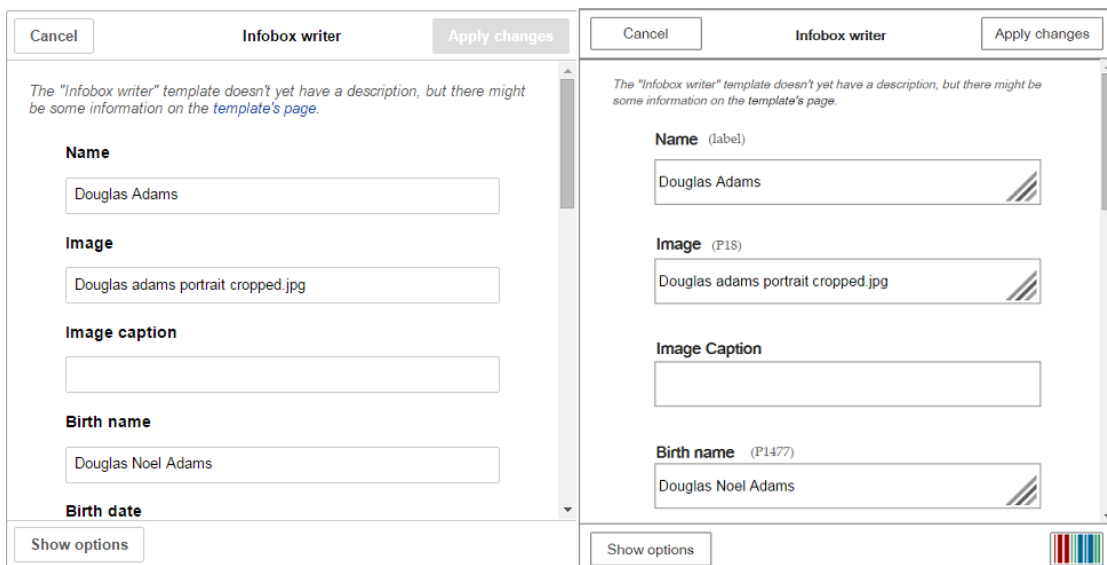 Cancel
Infobox writer
Apply changes
The "Infobox writer" template doesn't yet have a description, but there might
be some information on the template's page.
Name
Douglas Adams
Image
Douglas adams portrait cropped.jpg
Image caption
Birth name
Douglas Noel Adams
Birth date
Show options
Cancel
Infobox writer
Apply changes
The "Infobox writer" template doesn't yet have a description, but there might be
some information on the template's page.
Name (label)
Douglas Adams
Image (P18)
Douglas adams portrait cropped.jpg
Image Caption
Birth name (P1477)
Douglas Noel Adams
Show options